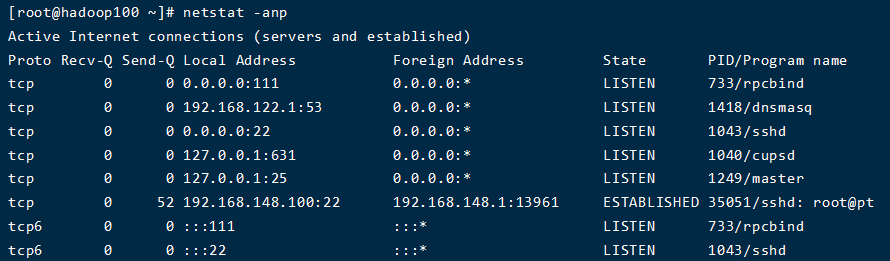 [root@hadoop100 ~]# netstat -anp
Active Internet connections (servers and established)
Proto Recv-Q Send-Q Local Address           Foreign Address         State       PID/Program name
tcp        0      0 0.0.0.0:111             0.0.0.0:*               LISTEN      733/rpcbind
tcp        0      0 192.168.122.1:53        0.0.0.0:*               LISTEN      1418/dnsmasq
tcp        0      0 0.0.0.0:22              0.0.0.0:*               LISTEN      1043/sshd
tcp        0      0 127.0.0.1:631           0.0.0.0:*               LISTEN      1040/cupsd
tcp        0      0 127.0.0.1:25            0.0.0.0:*               LISTEN      1249/master
tcp        0     52 192.168.148.100:22      192.168.148.1:13961     ESTABLISHED 35051/sshd: root@pt
tcp6       0      0 :::111                  :::*                    LISTEN      733/rpcbind
tcp6       0      0 :::22                   :::*                    LISTEN      1043/sshd